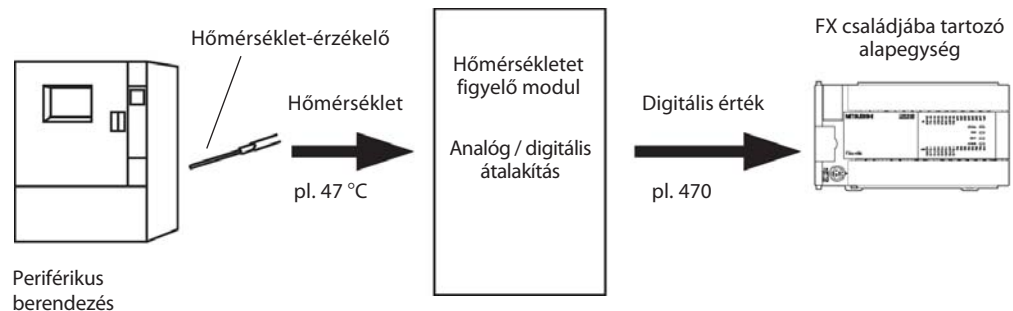 Hőmérséklet-érzékelő
Periférikus
berendezés
Hőmérséklet
pl. 47 °C
Hőmérsékletet
figyelő modul
Analóg / digitális
átalakítás
Digitális érték
pl. 470
FX családjába tartozó
alapegység
MITSUBISHI